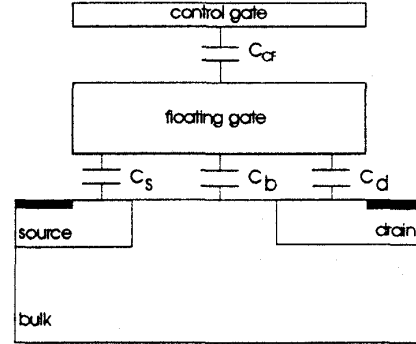 control gate
C_CF
floating gate
C_s
C_b
C_d
source
drain
bulk